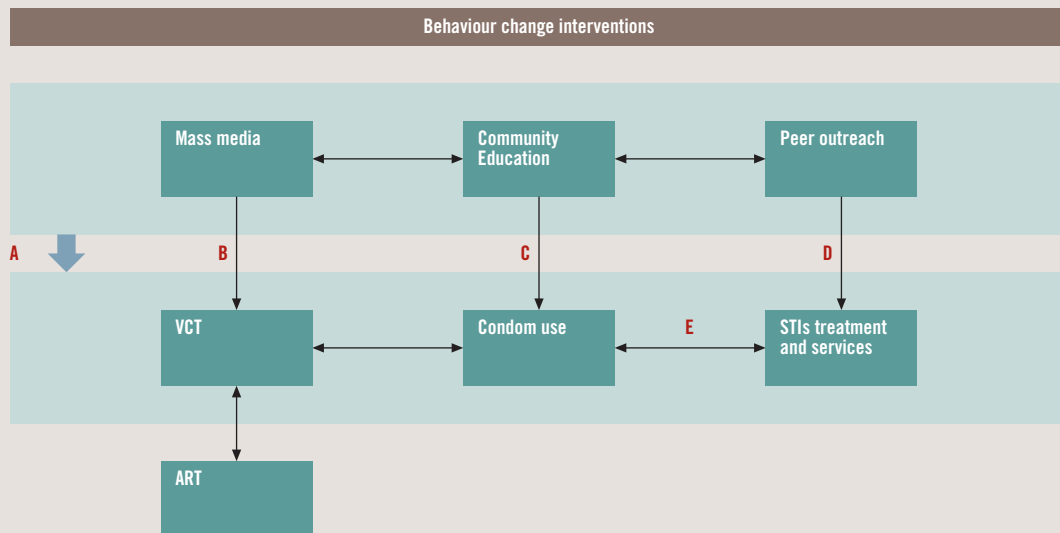 Behaviour change interventions
Mass media
Community
Education
Peer outreach
A
B
C
D
VCT
Condom use
E
STIs treatment
and services
ART